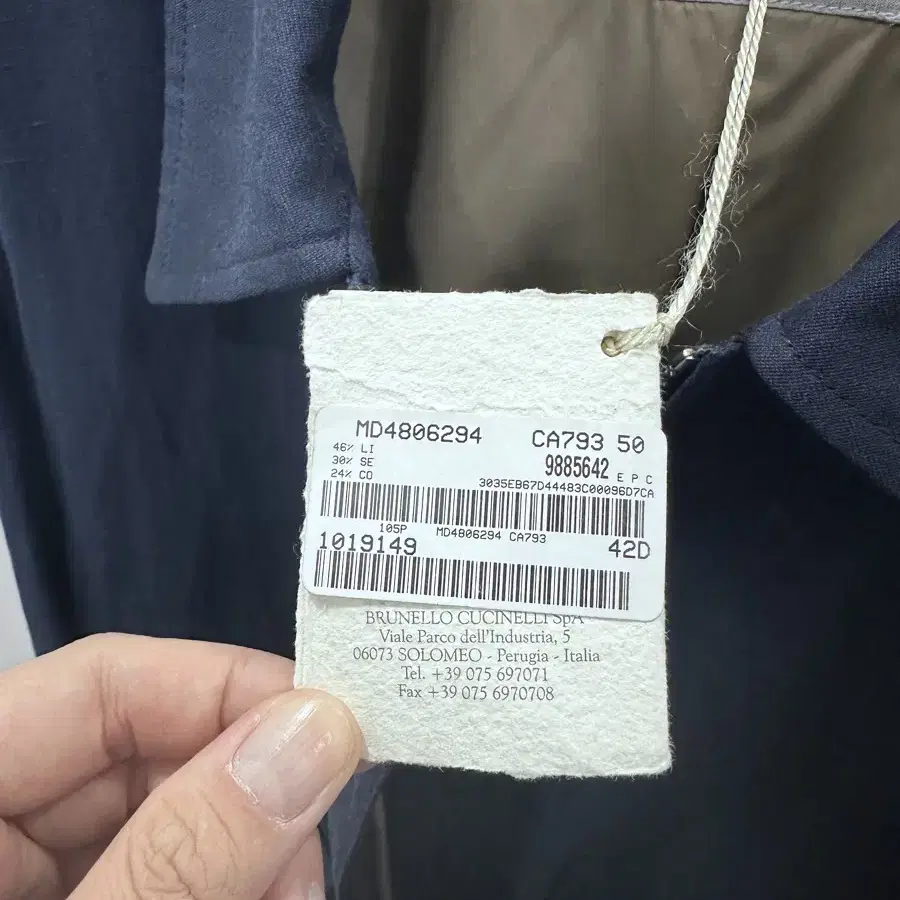 MD4806294 CA793 50
46% LI
30% SE
24% CO
9885642 E P C
3035EB67D44483C00096D7CA
105P MD4806294 CA793
1019149 42D
BRUNELLO CUCINELLI SpA
Viale Parco dell'Industria, 5
06073 SOLOMEO - Perugia - Italia
Tel. +39 075 697071
Fax +39 075 6970708